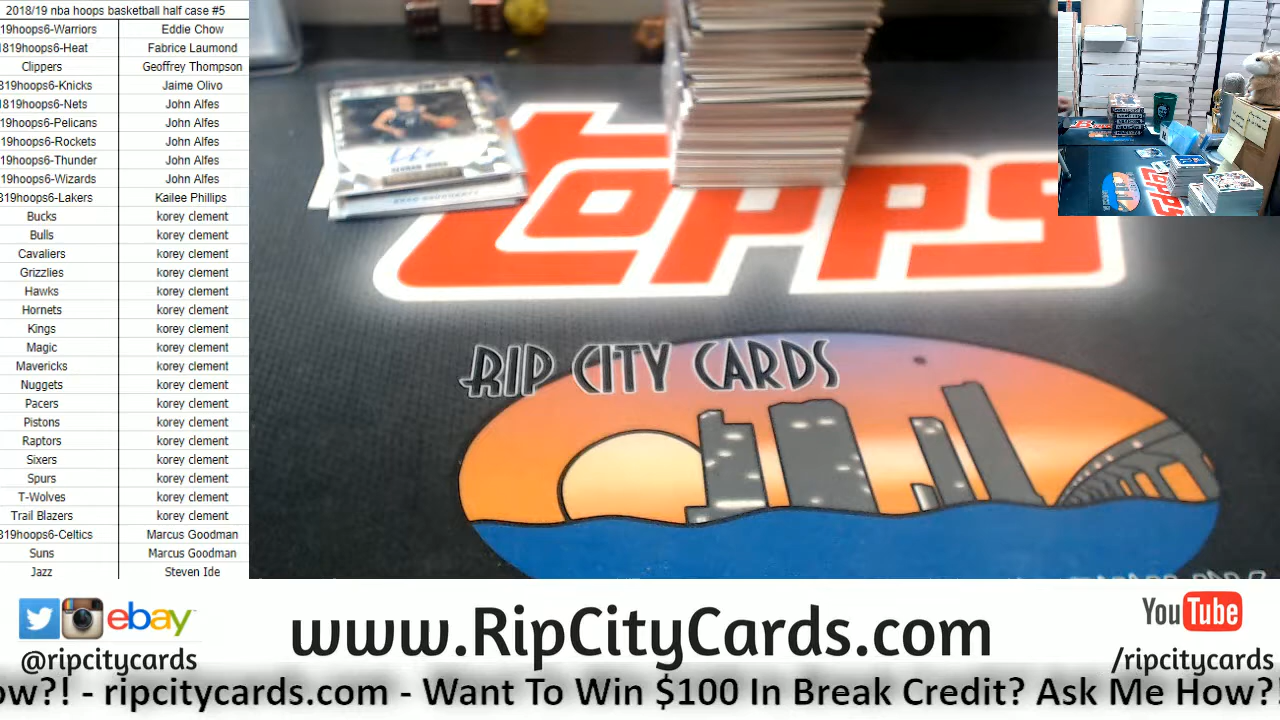 2018/19 nba hoops basketball half case #5
19hoops6-Warriors Eddie Chow
1819hoops6-Heat Fabrice Laumond
Clippers Geoffrey Thompson
819hoops6-Knicks Jaime Olivo
1819hoops6-Nets John Alfes
19hoops6-Pelicans John Alfes
19hoops6-Rockets John Alfes
19hoops6-Thunder John Alfes
19hoops6-Wizards John Alfes
819hoops6-Lakers Kailee Phillips
Bucks korey clement
Bulls korey clement
Cavaliers korey clement
Grizzlies korey clement
Hawks korey clement
Hornets korey clement
Kings korey clement
Magic korey clement
Mavericks korey clement
Nuggets korey clement
Pacers korey clement
Pistons korey clement
Raptors korey clement
Sixers korey clement
Spurs korey clement
T-Wolves korey clement
Trail Blazers korey clement
819hoops6-Celtics Marcus Goodman
Suns Marcus Goodman
Jazz Steven Ide
topps
RIP CITY CARDS
topps
ebay
@ripcitycards
www.RipCityCards.com
YouTube
/ripcitycards
ow?! - ripcitycards.com - Want To Win $100 In Break Credit? Ask Me How?!